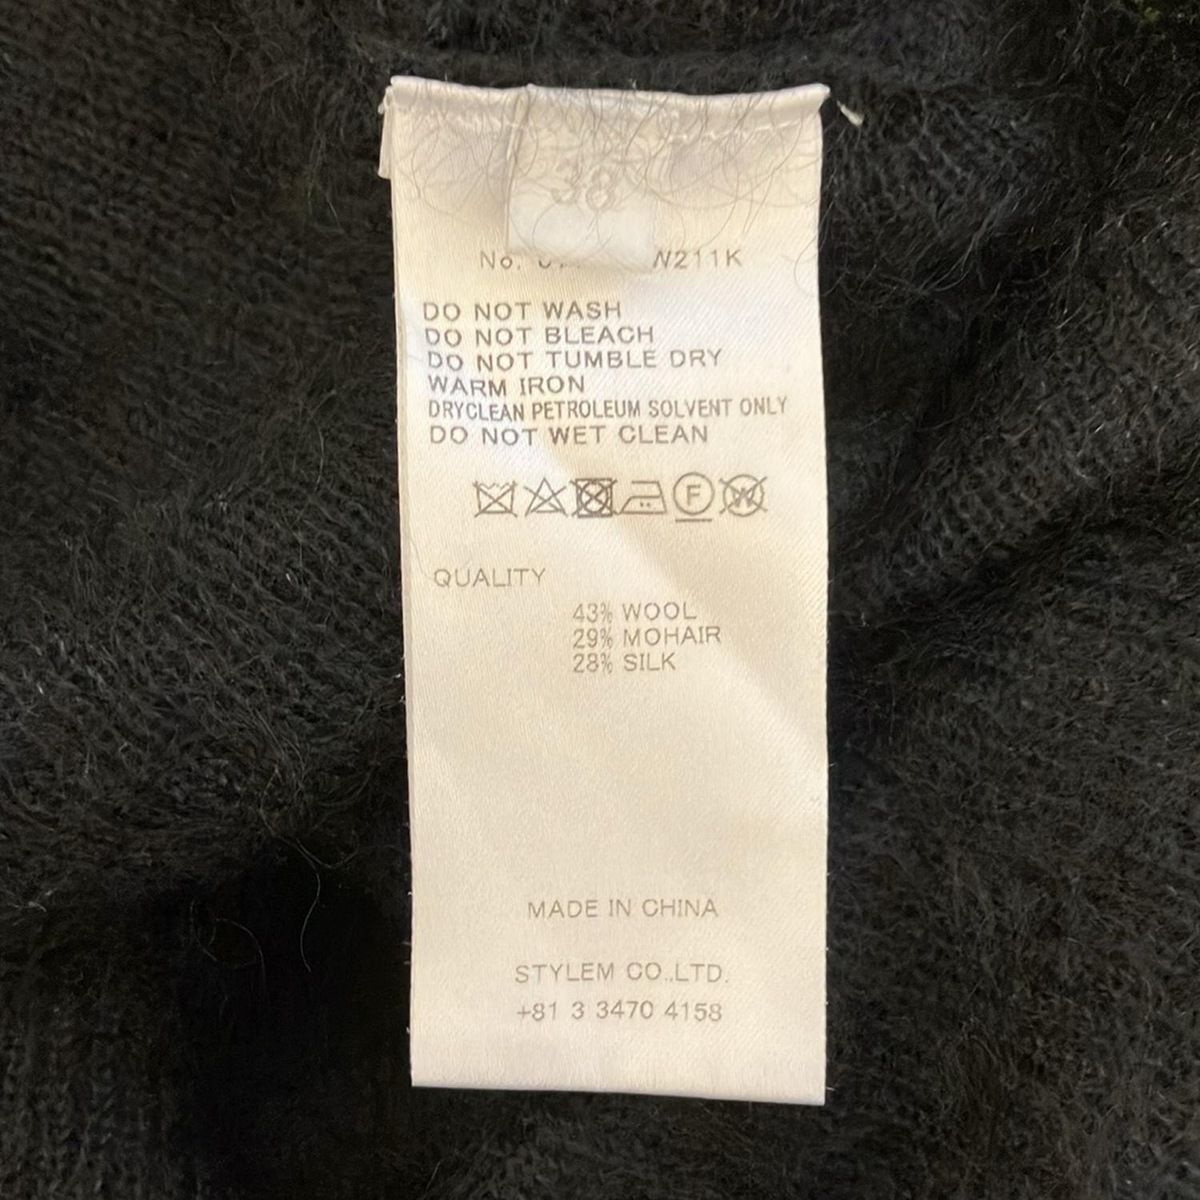 38
No. W211K
DO NOT WASH
DO NOT BLEACH
DO NOT TUMBLE DRY
WARM IRON
DRYCLEAN PETROLEUM SOLVENT ONLY
DO NOT WET CLEAN
F W
QUALITY
43% WOOL
29% MOHAIR
28% SILK
MADE IN CHINA
STYLEM CO.,LTD.
+81 3 3470 4158